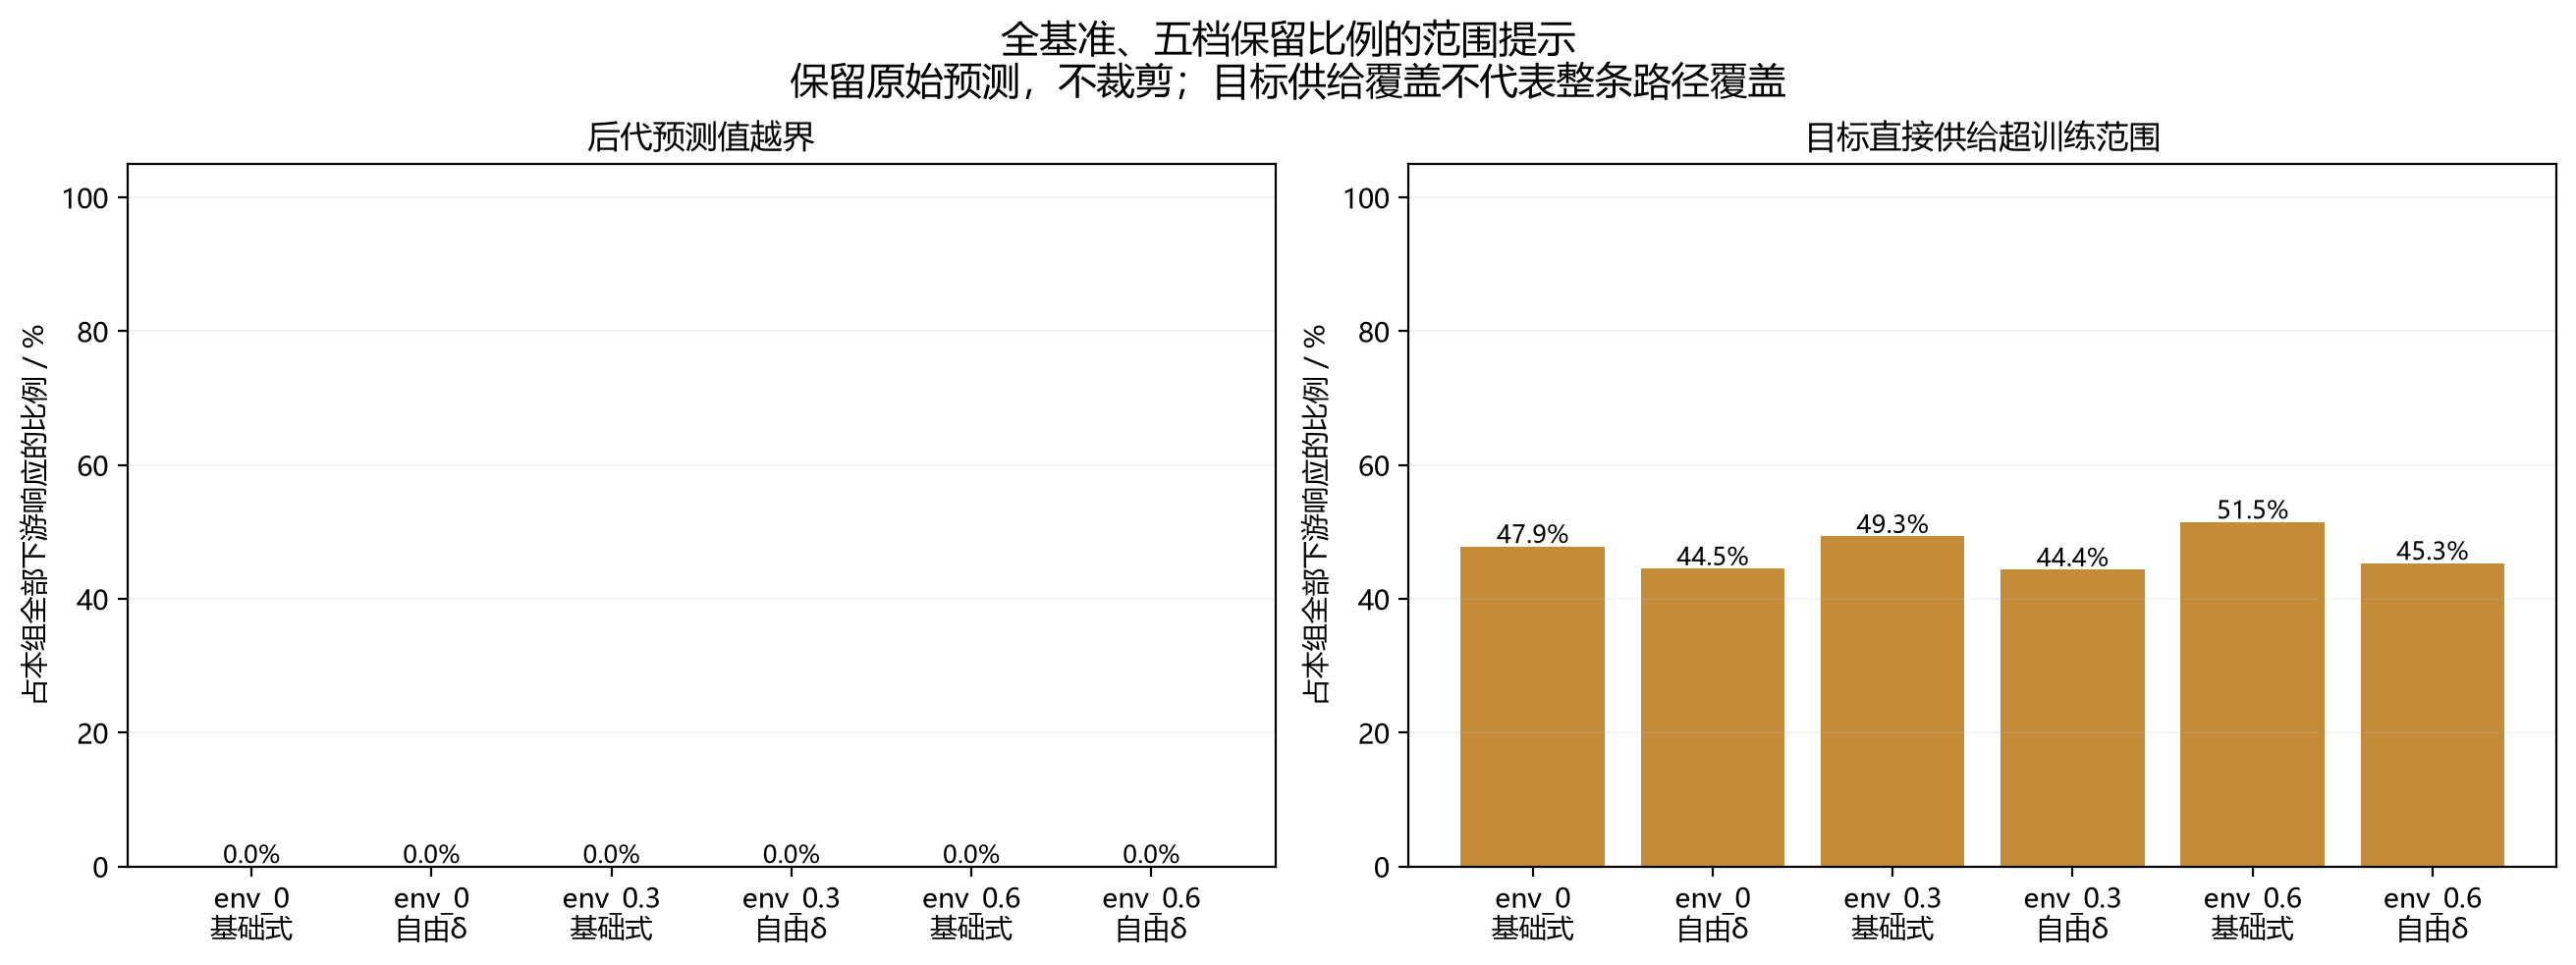 全基准、五档保留比例的范围提示
保留原始预测，不裁剪；目标供给覆盖不代表整条路径覆盖
后代预测值越界
占本组全部下游响应的比例 / %
100
80
60
40
20
0
0.0%
0.0%
0.0%
0.0%
0.0%
0.0%
env_0
基础式
env_0
自由δ
env_0.3
基础式
env_0.3
自由δ
env_0.6
基础式
env_0.6
自由δ
目标直接供给超训练范围
占本组全部下游响应的比例 / %
100
80
60
40
20
0
47.9%
44.5%
49.3%
44.4%
51.5%
45.3%
env_0
基础式
env_0
自由δ
env_0.3
基础式
env_0.3
自由δ
env_0.6
基础式
env_0.6
自由δ